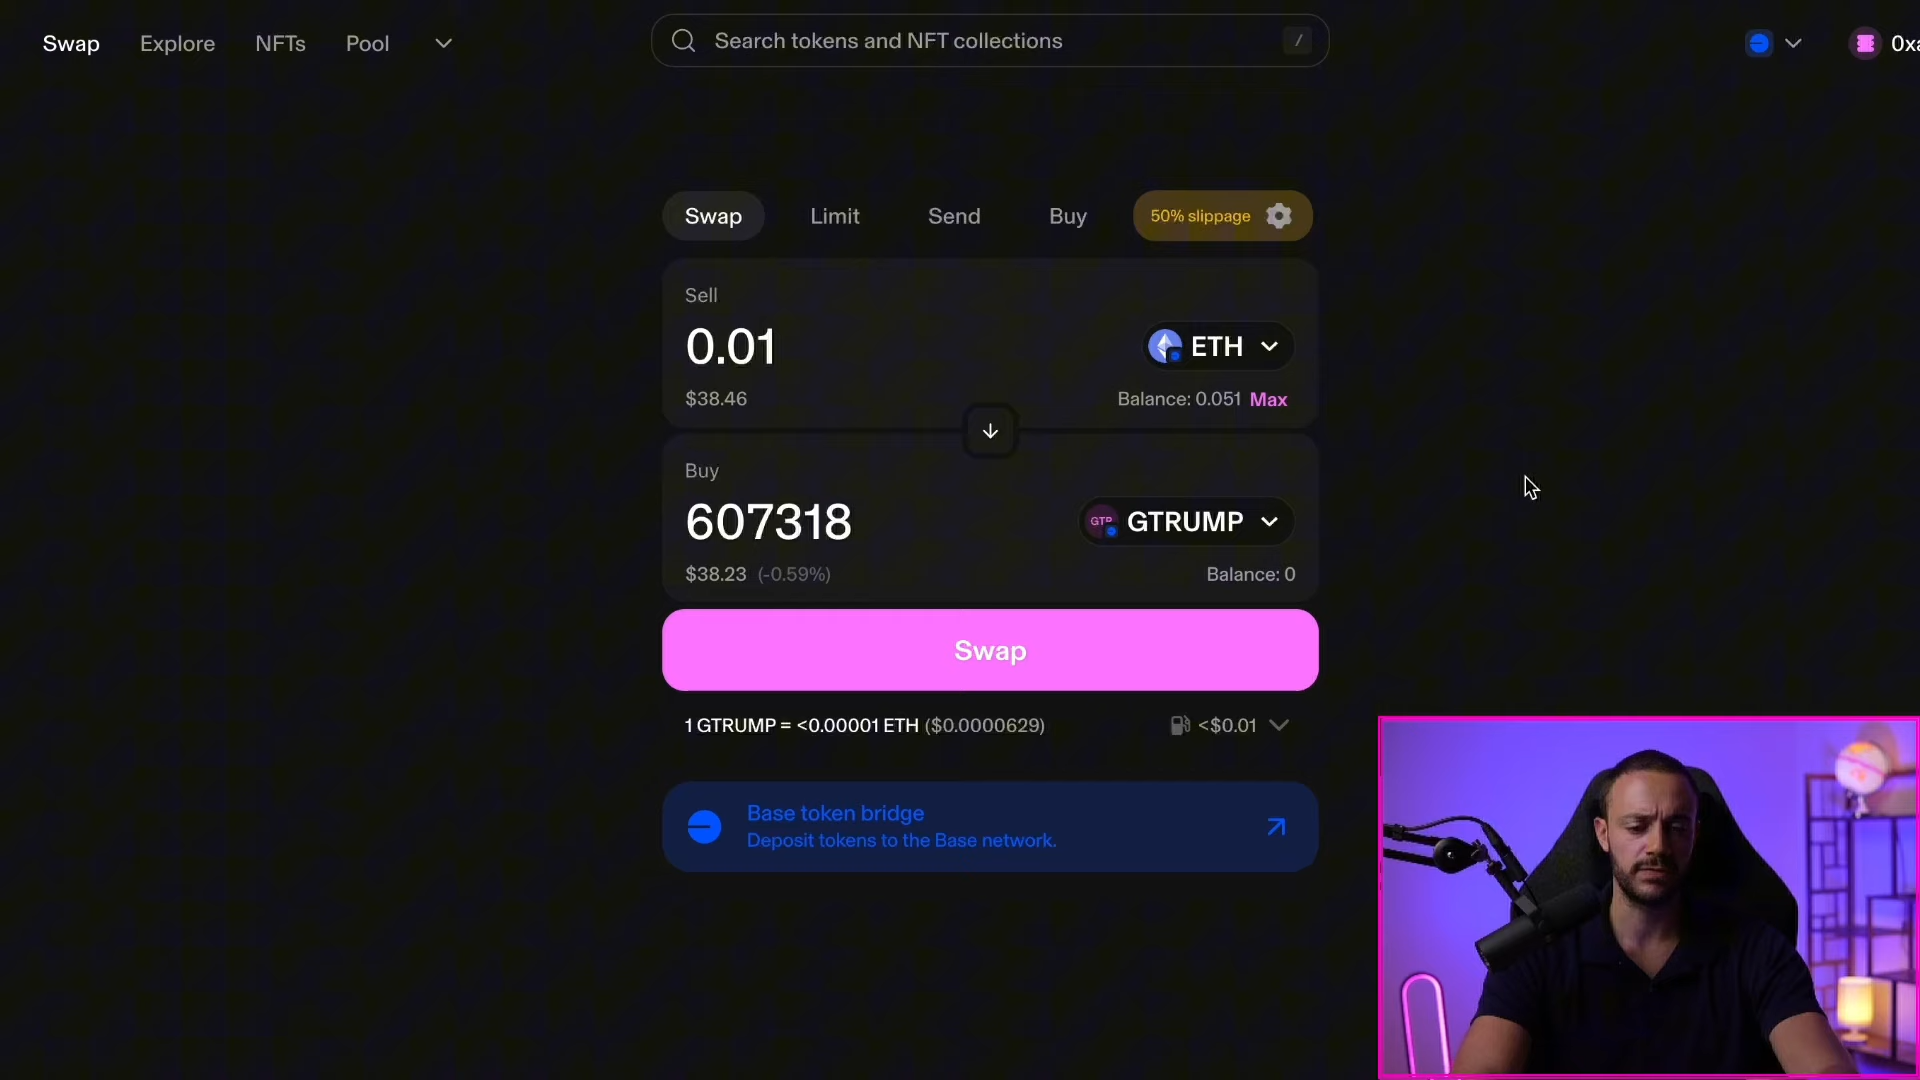 Swap Explore NFTs Pool
Search tokens and NFT collections /
0xa
Swap Limit Send Buy 50% slippage
Sell
0.01 ETH
$38.46 Balance: 0.051 Max
Buy
607318 GTR GTRUMP
$38.23 (-0.59%) Balance: 0
Swap
1 GTRUMP = <0.00001 ETH ($0.0000629) <$0.01
Base token bridge
Deposit tokens to the Base network.